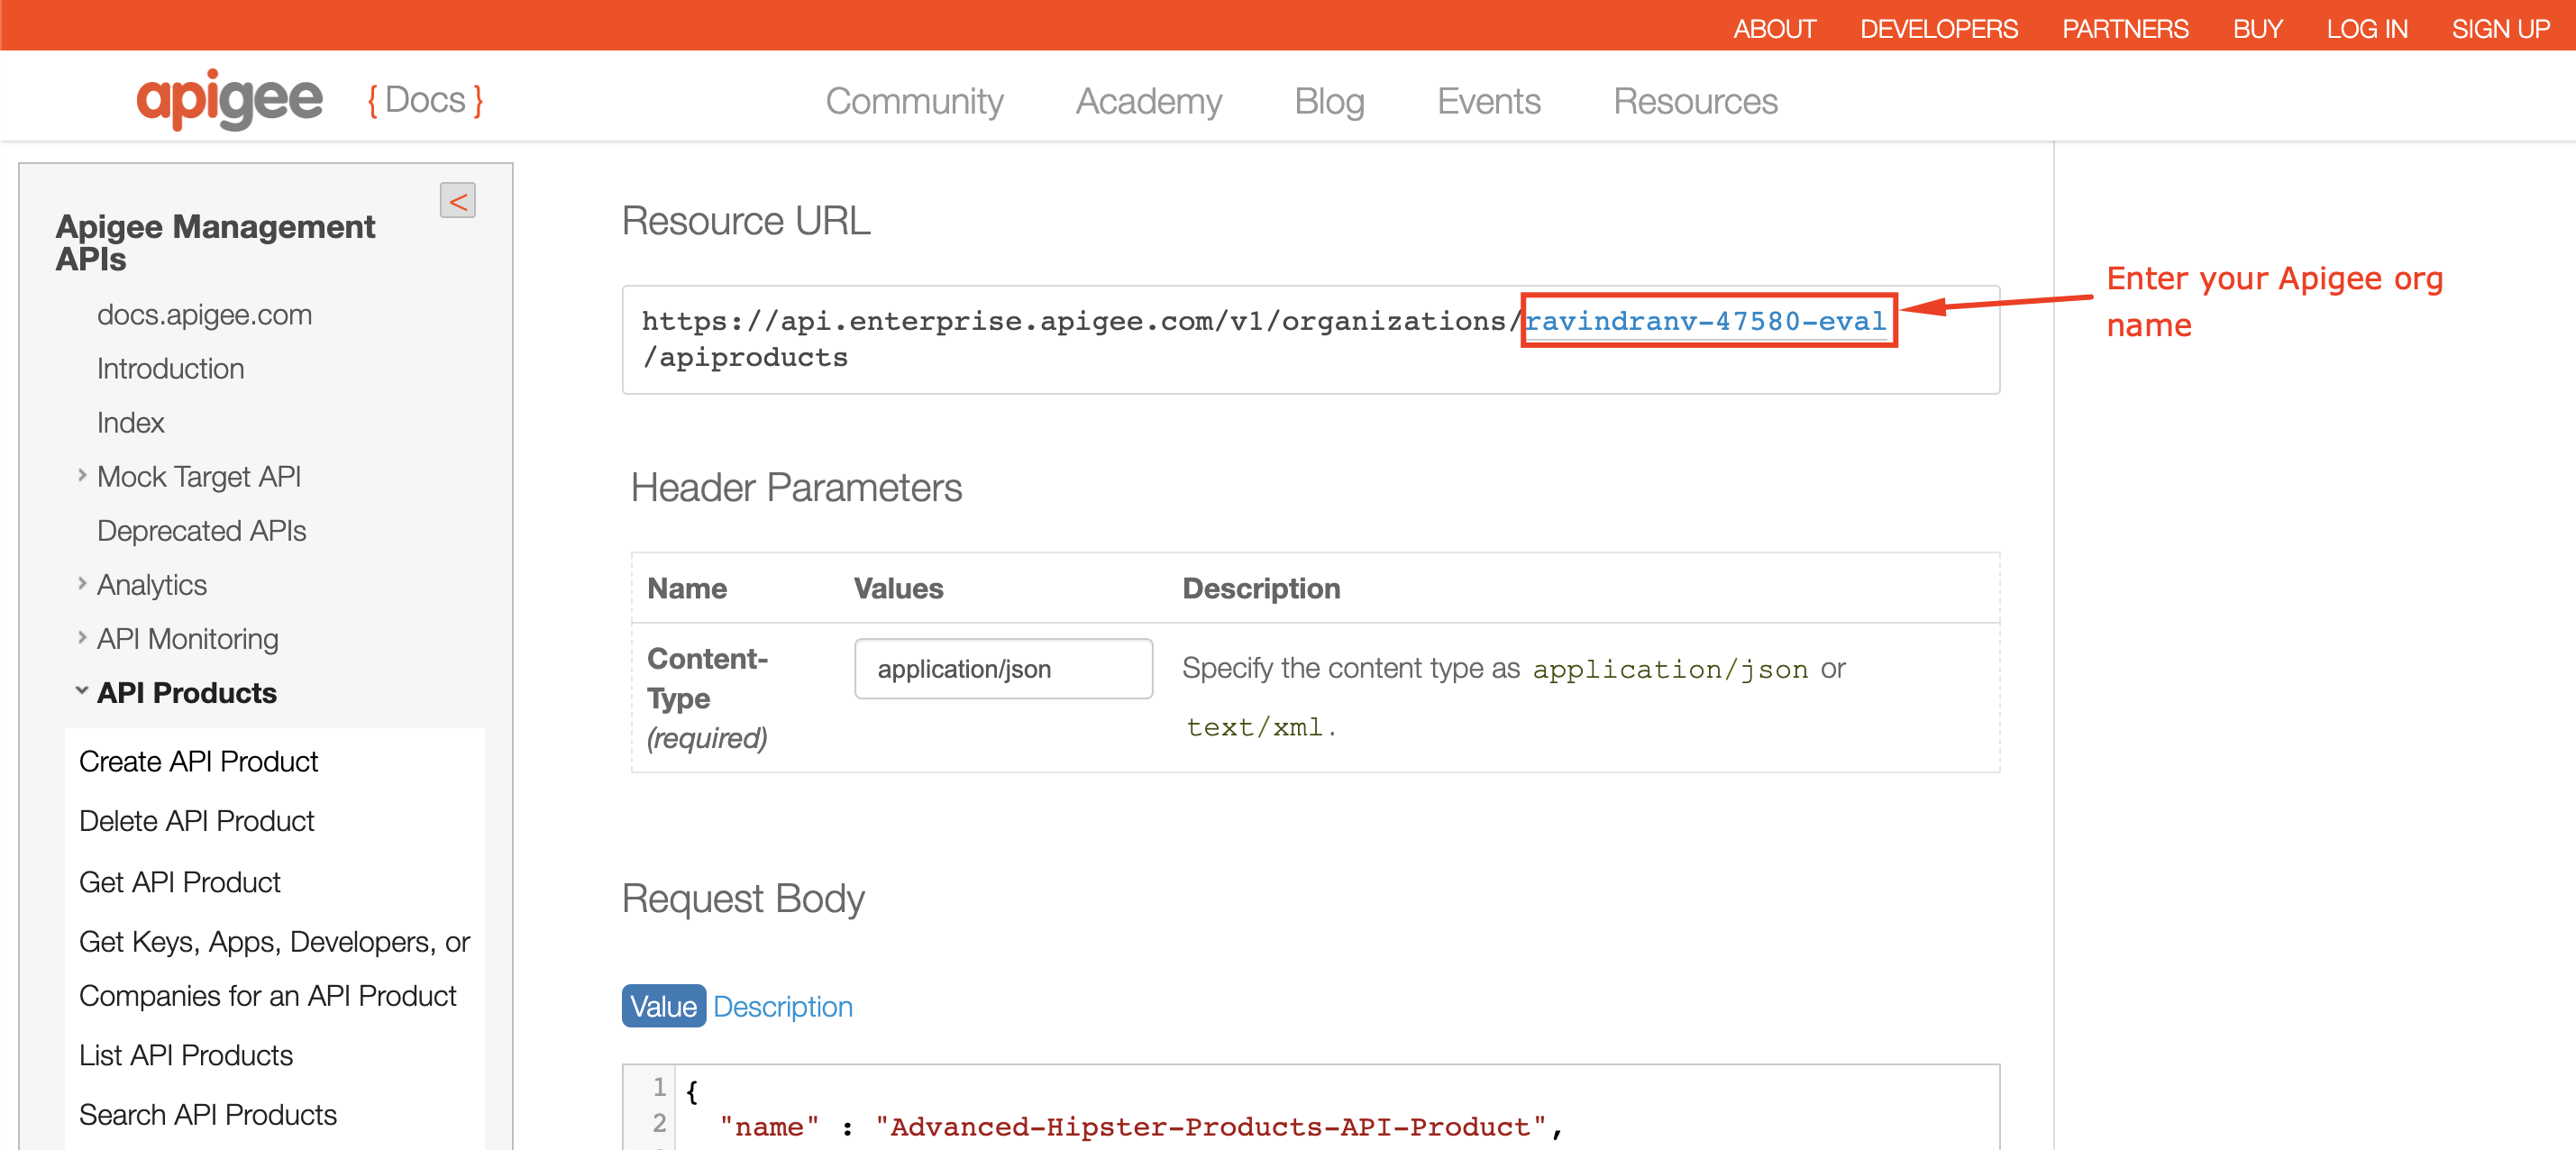 ABOUT DEVELOPERS PARTNERS BUY LOG IN SIGN UP
apigee { Docs } Community Academy Blog Events Resources
<
Apigee Management
APIs
docs.apigee.com
Introduction
Index
Mock Target API
Deprecated APIs
Analytics
API Monitoring
API Products
Create API Product
Delete API Product
Get API Product
Get Keys, Apps, Developers, or
Companies for an API Product
List API Products
Search API Products
Resource URL
https://api.enterprise.apigee.com/v1/organizations/ravindranv-47580-eval
/apiproducts
Enter your Apigee org
name
Header Parameters
Name Values Description
Content-
Type
(required)
application/json
Specify the content type as application/json or
text/xml.
Request Body
Value Description
1 {
2 "name" : "Advanced-Hipster-Products-API-Product",